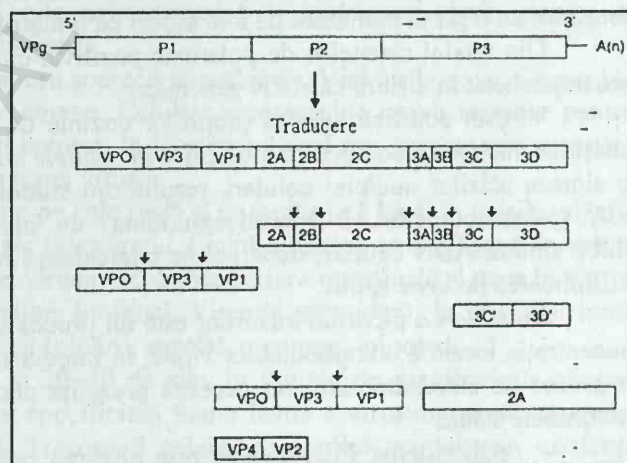 5' 3'
VPg P1 P2 P3 A(n)
Traducere
VPO VP3 VP1 2A 2B 2C 3A 3B 3C 3D
2A 2B 2C 3A 3B 3C 3D
VPO VP3 VP1
3C' 3D'
VPO VP3 VP1 2A
VP4 VP2